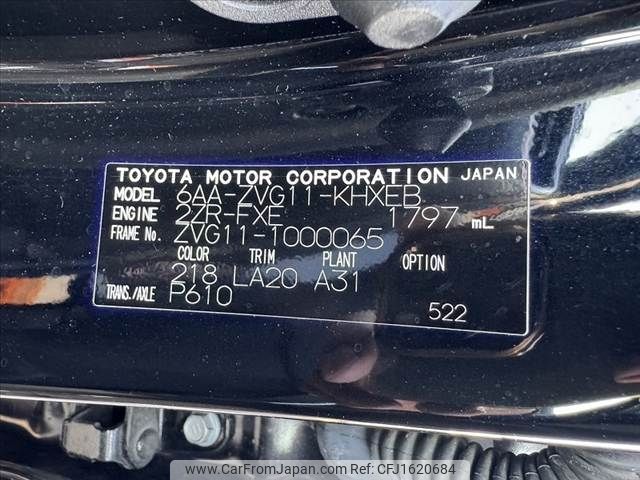 TOYOTA MOTOR CORPORATION JAPAN
MODEL 6AA-ZVG11-KHXEB
ENGINE 2ZR-FXE 1797 mL
FRAME No. ZVG11-1000065
COLOR TRIM PLANT OPTION
218 LA20 A31
TRANS./AXLE P610
522
www.CarFromJapan.com CFJ1620684